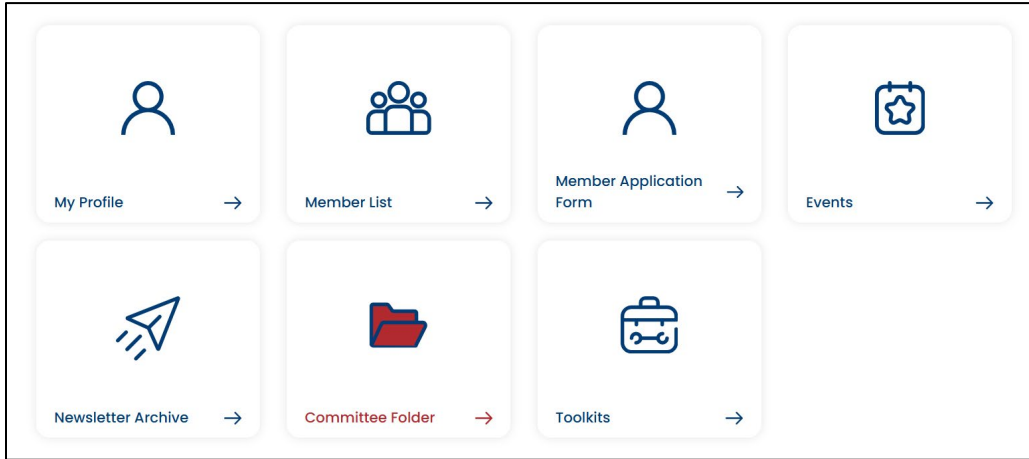 My Profile
Member List
Member Application
Form
Events
Newsletter Archive
Committee Folder
Toolkits